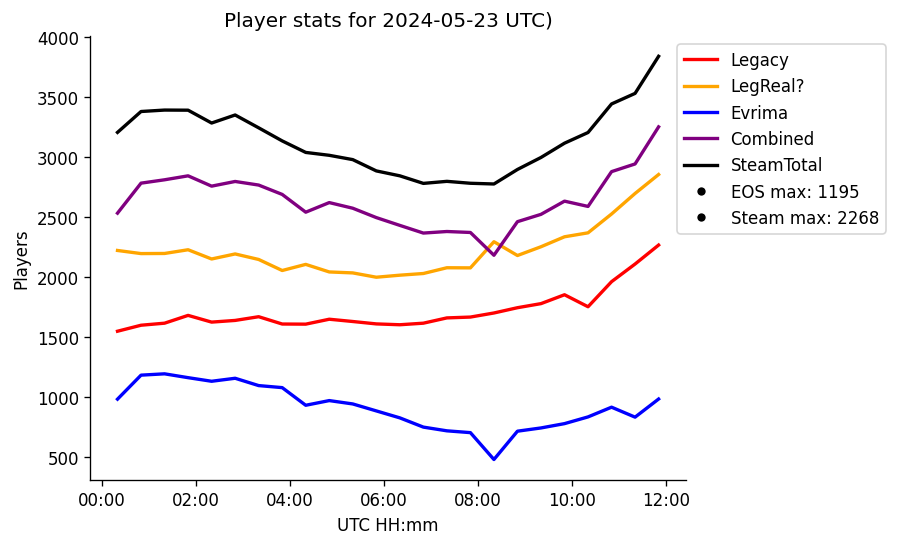 Player stats for 2024-05-23 UTC)
4000
3500
3000
2500
2000
1500
1000
500
Players
00:00 02:00 04:00 06:00 08:00 10:00 12:00
UTC HH:mm
Legacy
LegReal?
Evrima
Combined
SteamTotal
EOS max: 1195
Steam max: 2268